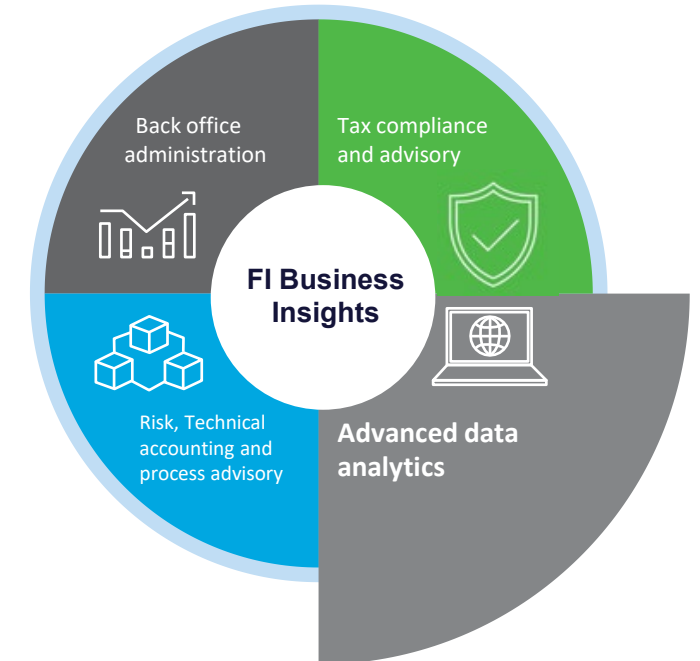 Back office
administration
Tax compliance
and advisory
FI Business
Insights
Risk, Technical
accounting and
process advisory
Advanced data
analytics